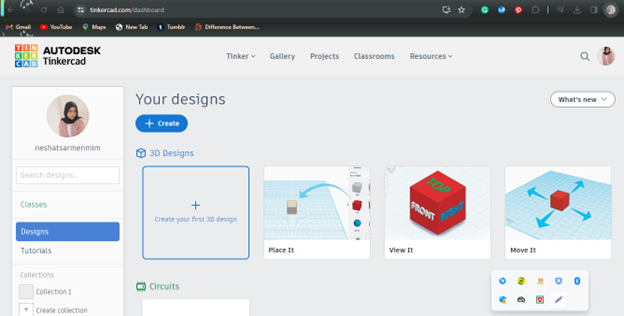 tinkercad.com/dashboard
Gmail YouTube Maps New Tab Tumblr Difference Between...
TIN
KER
CAD
AUTODESK
Tinkercad
Tinker Gallery Projects Classrooms Resources
Your designs
What's new
+ Create
neshatsarmenmim
Search designs...
Classes
Designs
Tutorials
Collections
Collection 1
+ Create collection
3D Designs
+
Create your first 3D design
Place It
TOP
FRONT
RIGHT
View It
Move It
Circuits